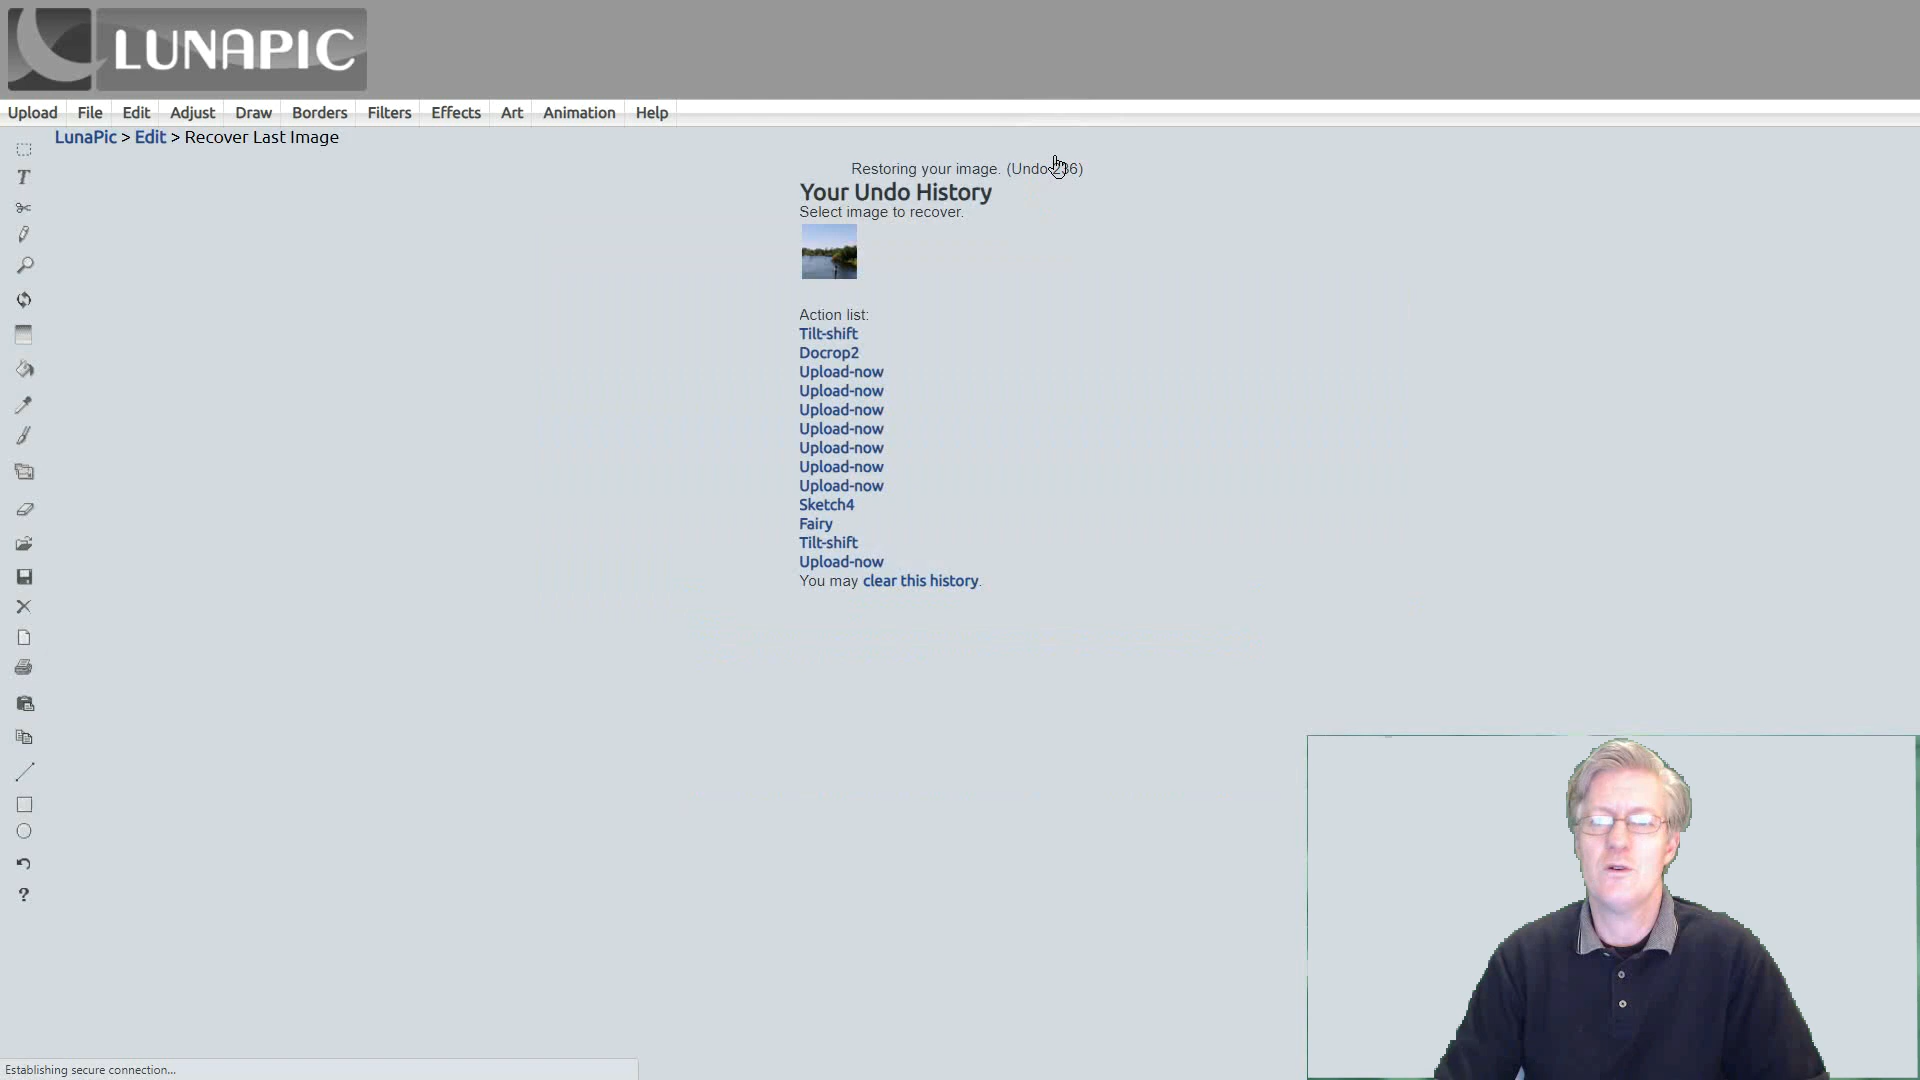 LUNAPIC
Upload File Edit Adjust Draw Borders Filters Effects Art Animation Help
LunaPic > Edit > Recover Last Image
Restoring your image. (Undo 236)
Your Undo History
Select image to recover.
Action list:
Tilt-shift
Docrop2
Upload-now
Upload-now
Upload-now
Upload-now
Upload-now
Upload-now
Upload-now
Sketch4
Fairy
Tilt-shift
Upload-now
You may clear this history.
Establishing secure connection...